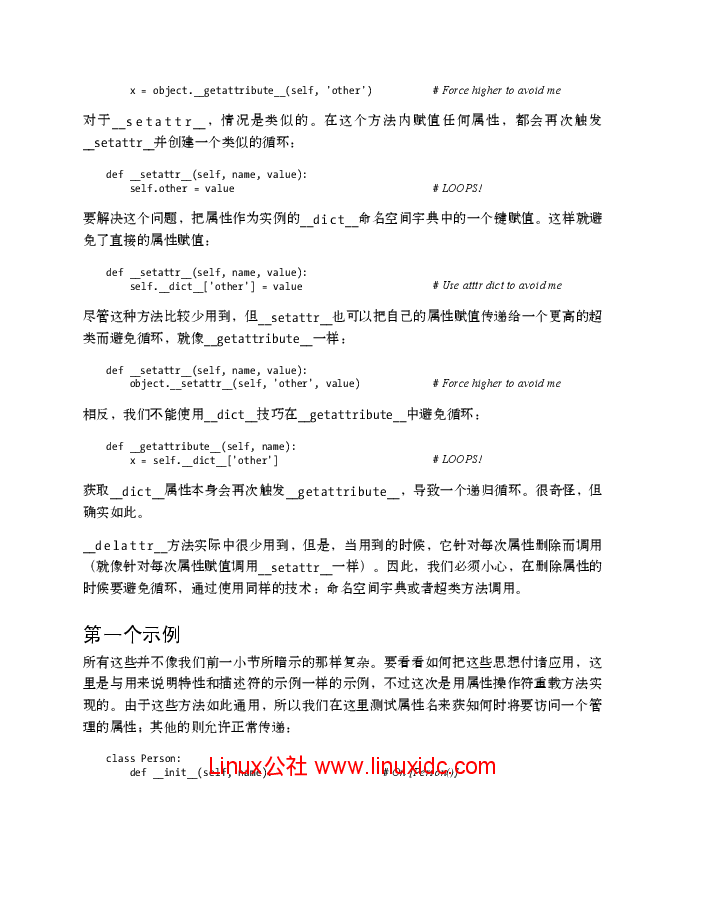 x = object.__getattribute__(self, 'other') # Force higher to avoid me
对于__setattr__，情况是类似的。在这个方法内赋值任何属性，都会再次触发
__setattr__并创建一个类似的循环：
def __setattr__(self, name, value):
self.other = value # LOOPS!
要解决这个问题，把属性作为实例的__dict__命名空间字典中的一个键赋值。这样就避
免了直接的属性赋值：
def __setattr__(self, name, value):
self.__dict__['other'] = value # Use atttr dict to avoid me
尽管这种方法比较少用到，但__setattr__也可以把自己的属性赋值传递给一个更高的超
类而避免循环，就像__getattribute__一样：
def __setattr__(self, name, value):
object.__setattr__(self, 'other', value) # Force higher to avoid me
相反，我们不能使用__dict__技巧在__getattribute__中避免循环：
def __getattribute__(self, name):
x = self.__dict__['other'] # LOOPS!
获取__dict__属性本身会再次触发__getattribute__，导致一个递归循环。很奇怪，但
确实如此。
__delattr__方法实际中很少用到，但是，当用到的时候，它针对每次属性删除而调用
（就像针对每次属性赋值调用__setattr__一样）。因此，我们必须小心，在删除属性的
时候要避免循环，通过使用同样的技术：命名空间字典或者超类方法调用。
第一个示例
所有这些并不像我们前一小节所暗示的那样复杂。要看看如何把这些思想付诸应用，这
里是与用来说明特性和描述符的示例一样的示例，不过这次是用属性操作符重载方法实
现的。由于这些方法如此通用，所以我们在这里测试属性名来获知何时将要访问一个管
理的属性；其他的则允许正常传递：
class Person:
def __init__(self, name): # On [Person()]
Linux公社 www.linuxidc.com